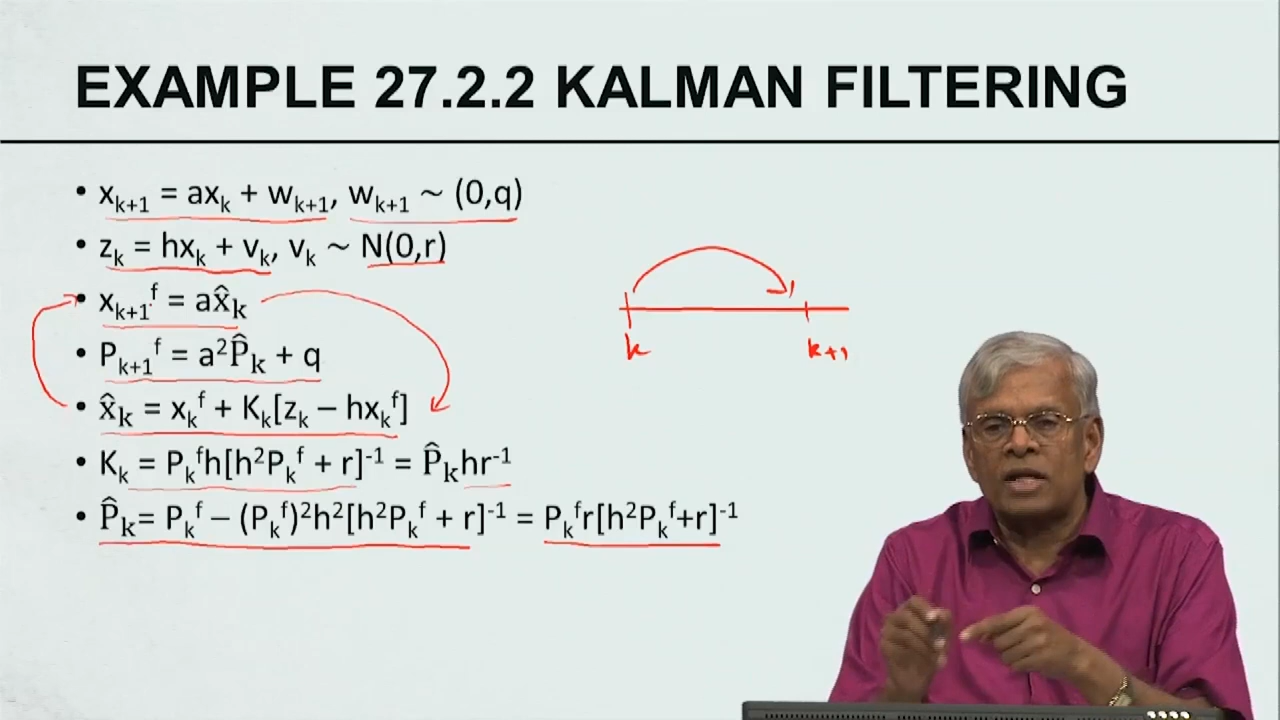 EXAMPLE 27.2.2 KALMAN FILTERING
• xₖ₊₁ = axₖ + wₖ₊₁, wₖ₊₁ ~ (0,q)
• zₖ = hxₖ + vₖ, vₖ ~ N(0,r)
• xₖ₊₁ᶠ = ax̂ₖ
• Pₖ₊₁ᶠ = a²P̂ₖ + q
• x̂ₖ = xₖᶠ + Kₖ[zₖ – hxₖᶠ]
• Kₖ = Pₖᶠh[h²Pₖᶠ + r]⁻¹ = P̂ₖhr⁻¹
• P̂ₖ= Pₖᶠ – (Pₖᶠ)²h²[h²Pₖᶠ + r]⁻¹ = Pₖᶠr[h²Pₖᶠ+r]⁻¹
k k+1